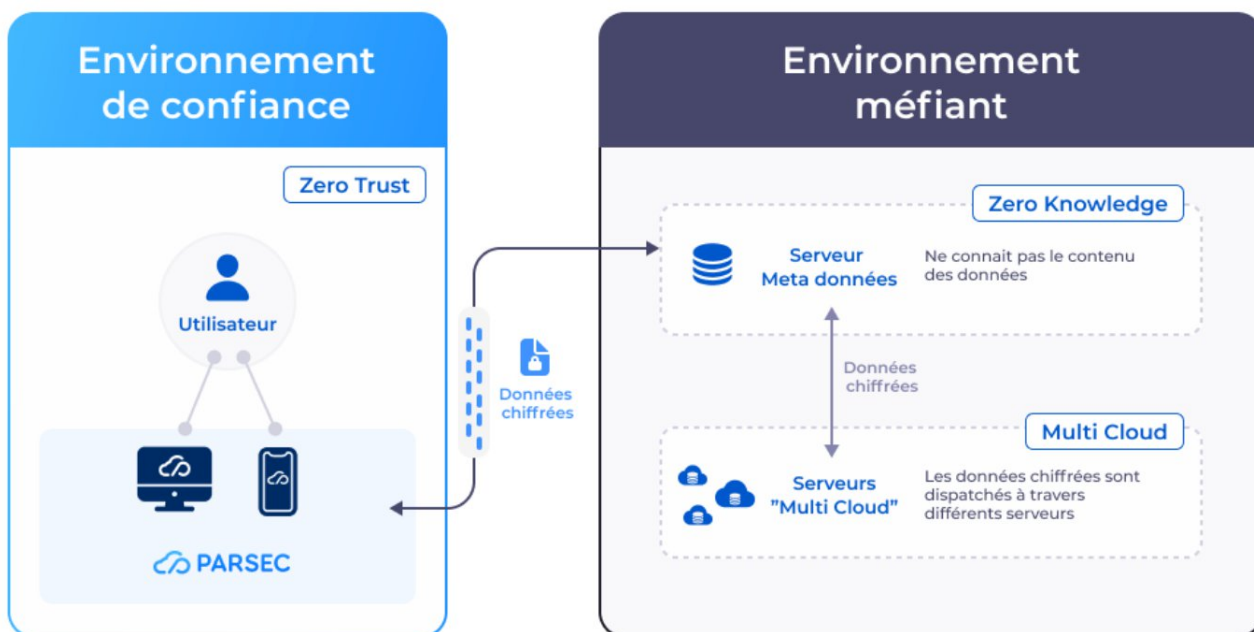 Environnement
de confiance
Zero Trust
Utilisateur
PARSEC
Données
chiffrées
Environnement
méfiant
Zero Knowledge
Serveur
Meta données
Ne connait pas le contenu
des données
Données
chiffrées
Multi Cloud
Serveurs
"Multi Cloud"
Les données chiffrées sont
dispatchés à travers
différents serveurs